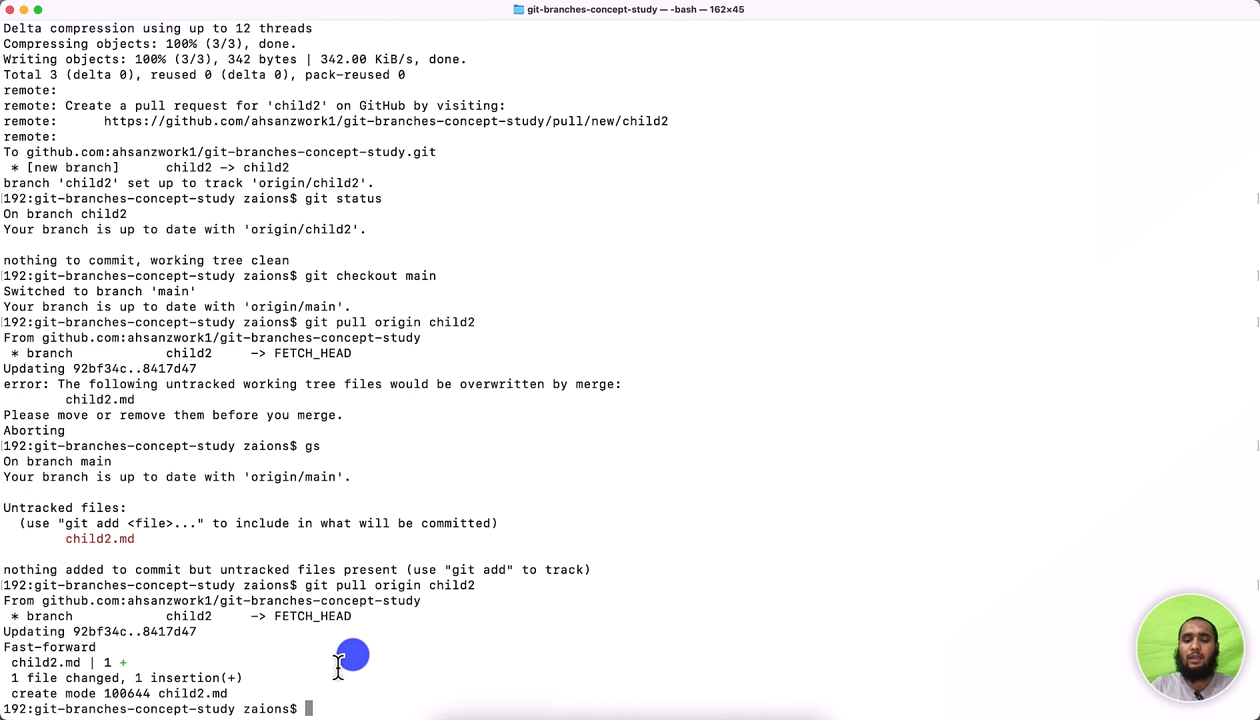 git-branches-concept-study — -bash — 162×45
Delta compression using up to 12 threads
Compressing objects: 100% (3/3), done.
Writing objects: 100% (3/3), 342 bytes | 342.00 KiB/s, done.
Total 3 (delta 0), reused 0 (delta 0), pack-reused 0
remote:
remote: Create a pull request for 'child2' on GitHub by visiting:
remote:      https://github.com/ahsanzwork1/git-branches-concept-study/pull/new/child2
remote:
To github.com:ahsanzwork1/git-branches-concept-study.git
 * [new branch]      child2 -> child2
branch 'child2' set up to track 'origin/child2'.
[192:git-branches-concept-study zaions$ git status
On branch child2
Your branch is up to date with 'origin/child2'.
nothing to commit, working tree clean
[192:git-branches-concept-study zaions$ git checkout main
Switched to branch 'main'
Your branch is up to date with 'origin/main'.
[192:git-branches-concept-study zaions$ git pull origin child2
From github.com:ahsanzwork1/git-branches-concept-study
 * branch            child2     -> FETCH_HEAD
Updating 92bf34c..8417d47
error: The following untracked working tree files would be overwritten by merge:
        child2.md
Please move or remove them before you merge.
Aborting
[192:git-branches-concept-study zaions$ gs
On branch main
Your branch is up to date with 'origin/main'.
Untracked files:
  (use "git add <file>..." to include in what will be committed)
        child2.md
nothing added to commit but untracked files present (use "git add" to track)
[192:git-branches-concept-study zaions$ git pull origin child2
From github.com:ahsanzwork1/git-branches-concept-study
 * branch            child2     -> FETCH_HEAD
Updating 92bf34c..8417d47
Fast-forward
 child2.md | 1 +
 1 file changed, 1 insertion(+)
 create mode 100644 child2.md
192:git-branches-concept-study zaions$